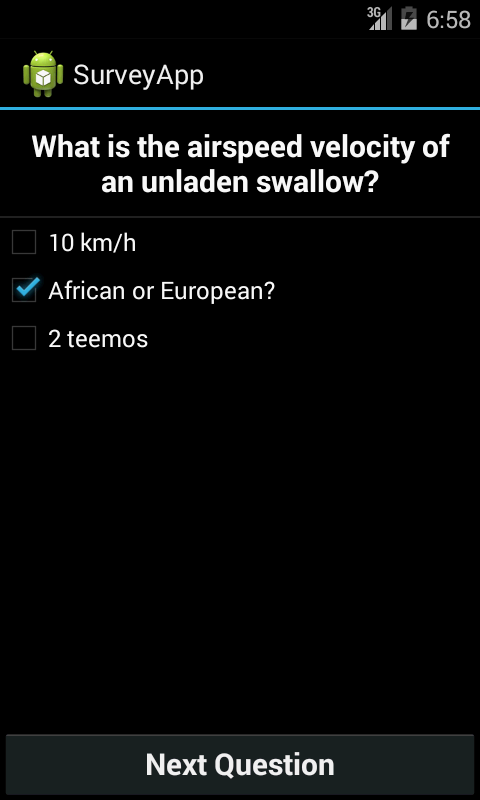 3G
6:58
SurveyApp
What is the airspeed velocity of
an unladen swallow?
10 km/h
African or European?
2 teemos
Next Question